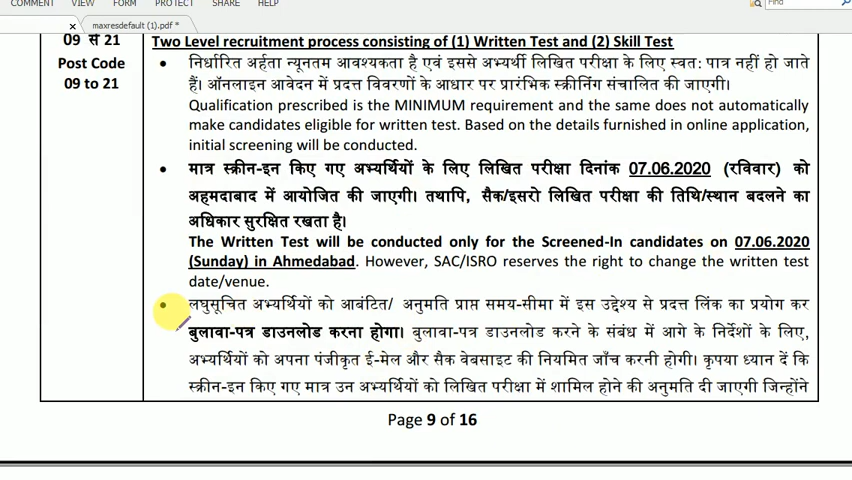 COMMENT VIEW FORM PROTECT SHARE HELP
Find
x maxresdefault (1).pdf * x
09 से 21
Post Code
09 to 21
Two Level recruitment process consisting of (1) Written Test and (2) Skill Test
• निर्धारित अर्हता न्यूनतम आवश्यकता है एवं इससे अभ्यर्थी लिखित परीक्षा के लिए स्वत: पात्र नहीं हो जाते
हैं। ऑनलाइन आवेदन में प्रदत्त विवरणों के आधार पर प्रारंभिक स्क्रीनिंग संचालित की जाएगी।
Qualification prescribed is the MINIMUM requirement and the same does not automatically
make candidates eligible for written test. Based on the details furnished in online application,
initial screening will be conducted.
• मात्र स्क्रीन-इन किए गए अभ्यर्थियों के लिए लिखित परीक्षा दिनांक 07.06.2020 (रविवार) को
अहमदाबाद में आयोजित की जाएगी। तथापि, सैक/इसरो लिखित परीक्षा की तिथि/स्थान बदलने का
अधिकार सुरक्षित रखता है।
The Written Test will be conducted only for the Screened-In candidates on 07.06.2020
(Sunday) in Ahmedabad. However, SAC/ISRO reserves the right to change the written test
date/venue.
• लघुसूचित अभ्यर्थियों को आबंटित/ अनुमति प्राप्त समय-सीमा में इस उद्देश्य से प्रदत्त लिंक का प्रयोग कर
बुलावा-पत्र डाउनलोड करना होगा। बुलावा-पत्र डाउनलोड करने के संबंध में आगे के निर्देशों के लिए,
अभ्यर्थियों को अपना पंजीकृत ई-मेल और सैक वेबसाइट की नियमित जाँच करनी होगी। कृपया ध्यान दें कि
स्क्रीन-इन किए गए मात्र उन अभ्यर्थियों को लिखित परीक्षा में शामिल होने की अनुमति दी जाएगी जिन्होंने
Page 9 of 16